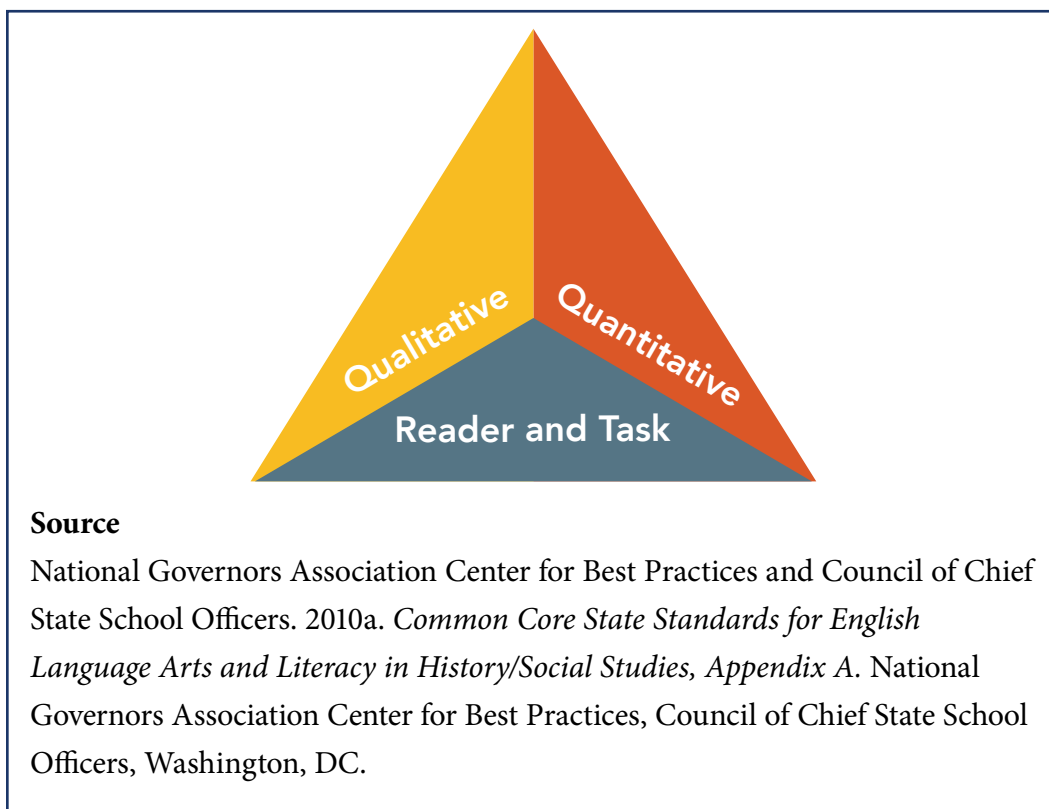 Qualitative
Quantitative
Reader and Task
Source
National Governors Association Center for Best Practices and Council of Chief
State School Officers. 2010a. Common Core State Standards for English
Language Arts and Literacy in History/Social Studies, Appendix A. National
Governors Association Center for Best Practices, Council of Chief State School
Officers, Washington, DC.